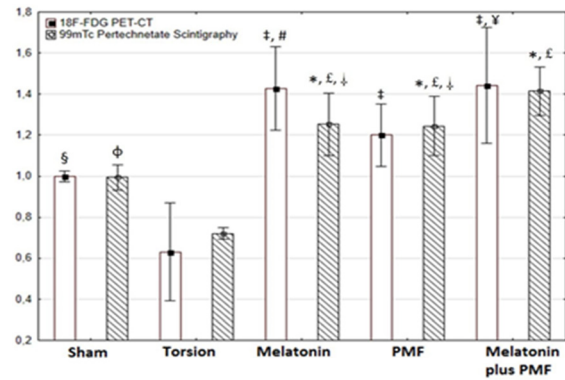 1,8
18F-FDG PET-CT
99mTc Pertechnetate Scintigraphy
1,6
1,4
1,2
1,0
0,8
0,6
0,4
0,2
§
ϕ
‡, #
*, £, ⸸
‡
*, £, ⸸
‡, ¥
*, £
Sham
Torsion
Melatonin
PMF
Melatonin
plus PMF